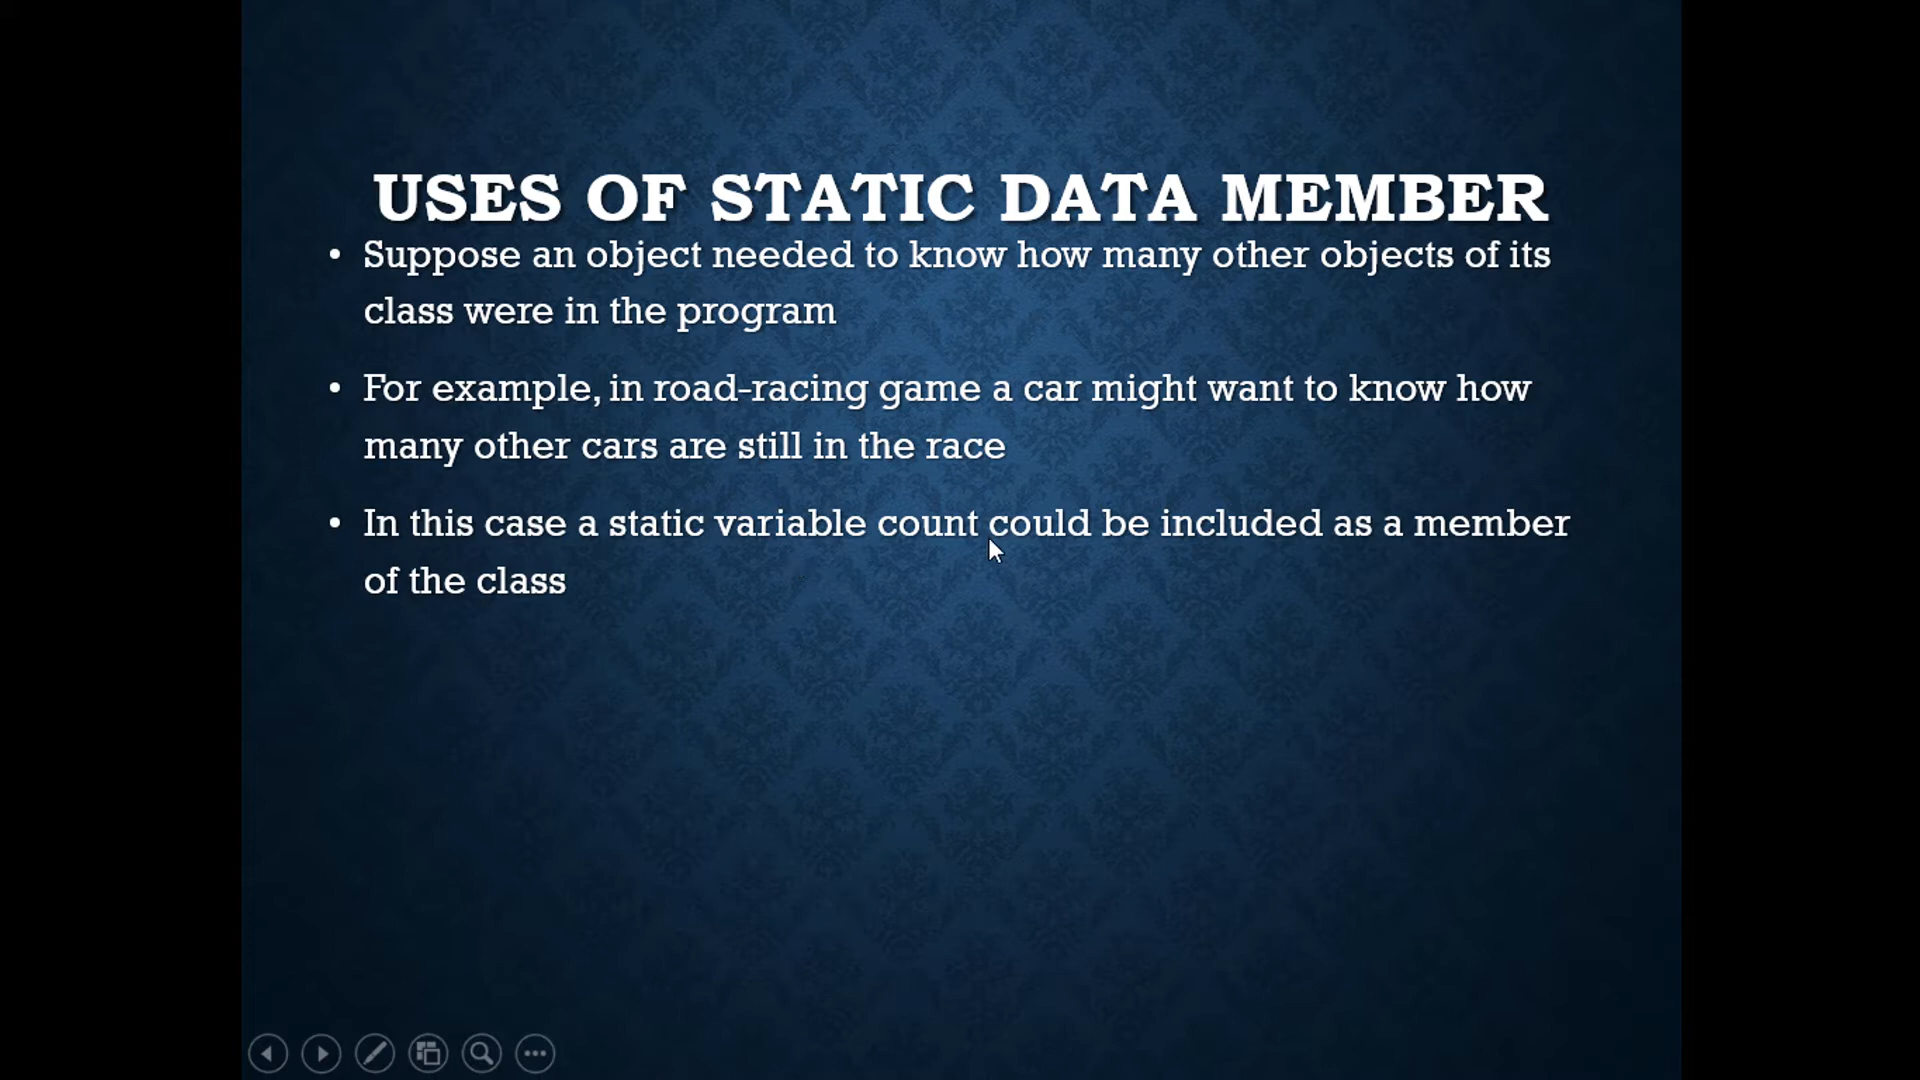 USES OF STATIC DATA MEMBER
• Suppose an object needed to know how many other objects of its
class were in the program
• For example, in road-racing game a car might want to know how
many other cars are still in the race
• In this case a static variable count could be included as a member
of the class